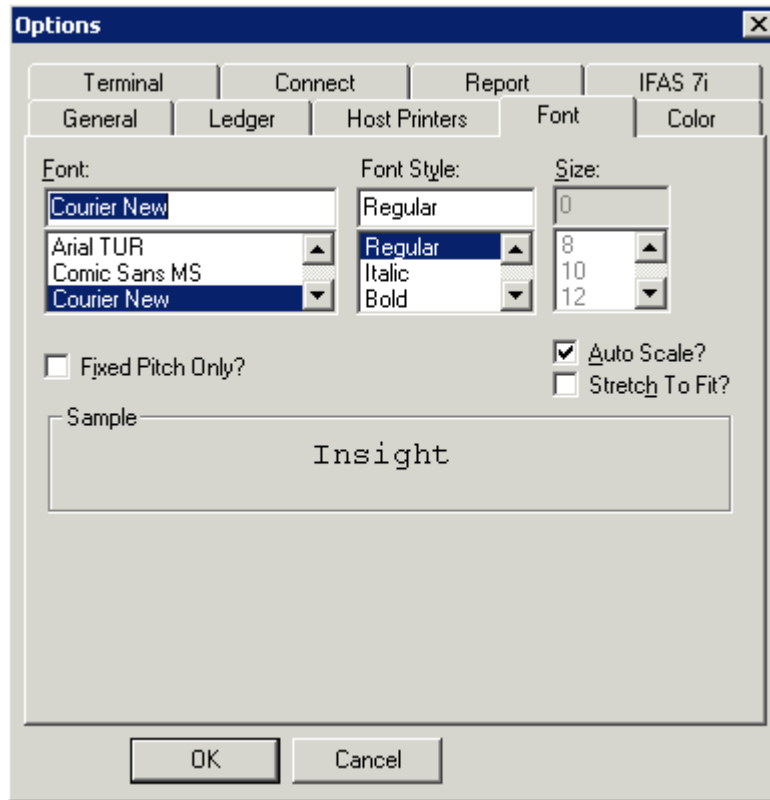 Options
Terminal Connect Report IFAS 7i
General Ledger Host Printers Font Color
Font: Font Style: Size:
Courier New Regular 0
Arial TUR Regular 8
Comic Sans MS Italic 10
Courier New Bold 12
Fixed Pitch Only? Auto Scale?
Stretch To Fit?
Sample
Insight
OK Cancel